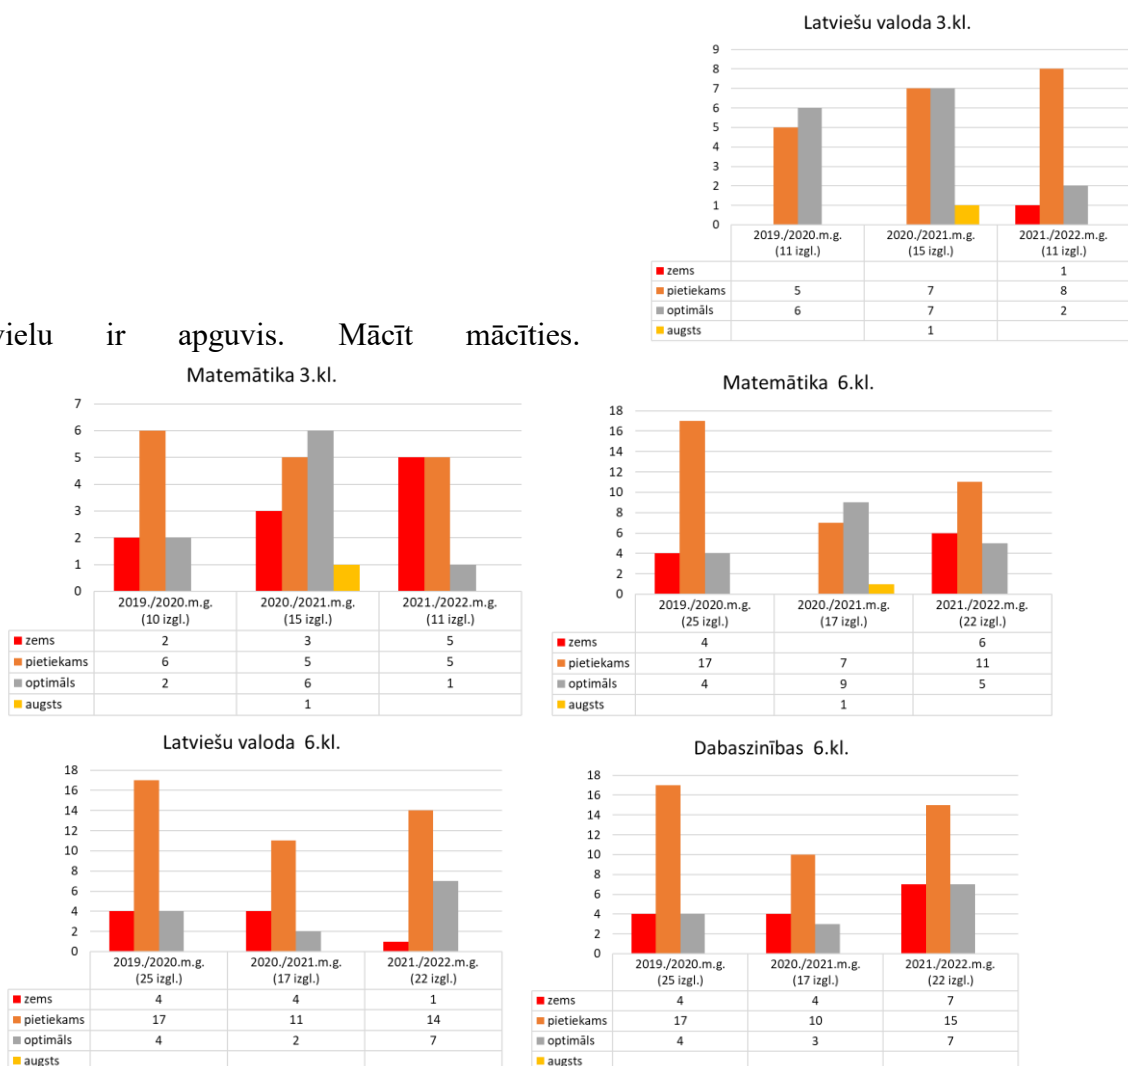 Latviešu valoda 3.kl.
9
8
7
6
5
4
3
2
1
0
2019./2020.m.g. 2020./2021.m.g. 2021./2022.m.g.
(11 izgl.) (15 izgl.) (11 izgl.)
zems 1
pietiekams 5 7 8
optimāls 6 7 2
augsts 1
vielu ir apguvis. Mācīt mācīties.
Matemātika 3.kl.
7
6
5
4
3
2
1
0
2019./2020.m.g. 2020./2021.m.g. 2021./2022.m.g.
(10 izgl.) (15 izgl.) (11 izgl.)
zems 2 3 5
pietiekams 6 5 5
optimāls 2 6 1
augsts 1
Matemātika 6.kl.
18
16
14
12
10
8
6
4
2
0
2019./2020.m.g. 2020./2021.m.g. 2021./2022.m.g.
(25 izgl.) (17 izgl.) (22 izgl.)
zems 4 6
pietiekams 17 7 11
optimāls 4 9 5
augsts 1
Latviešu valoda 6.kl.
18
16
14
12
10
8
6
4
2
0
2019./2020.m.g. 2020./2021.m.g. 2021./2022.m.g.
(25 izgl.) (17 izgl.) (22 izgl.)
zems 4 4 1
pietiekams 17 11 14
optimāls 4 2 7
augsts
Dabaszinības 6.kl.
18
16
14
12
10
8
6
4
2
0
2019./2020.m.g. 2020./2021.m.g. 2021./2022.m.g.
(25 izgl.) (17 izgl.) (22 izgl.)
zems 4 4 7
pietiekams 17 10 15
optimāls 4 3 7
augsts